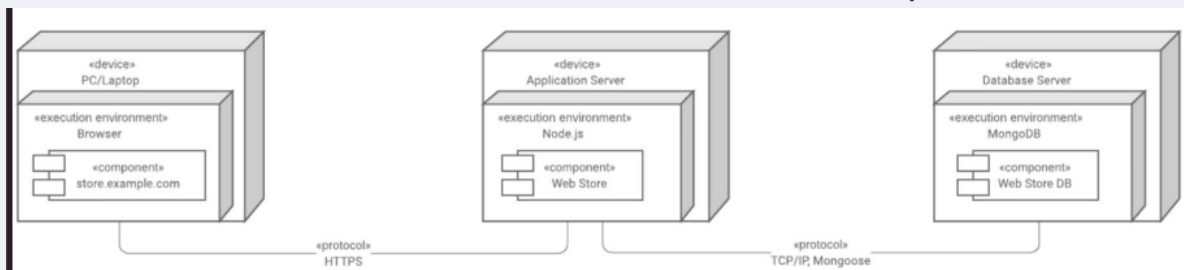 «device»
PC/Laptop
«execution environment»
Browser
«component»
store.example.com
«device»
Application Server
«execution environment»
Node.js
«component»
Web Store
«device»
Database Server
«execution environment»
MongoDB
«component»
Web Store DB
«protocol»
HTTPS
«protocol»
TCP/IP, Mongoose